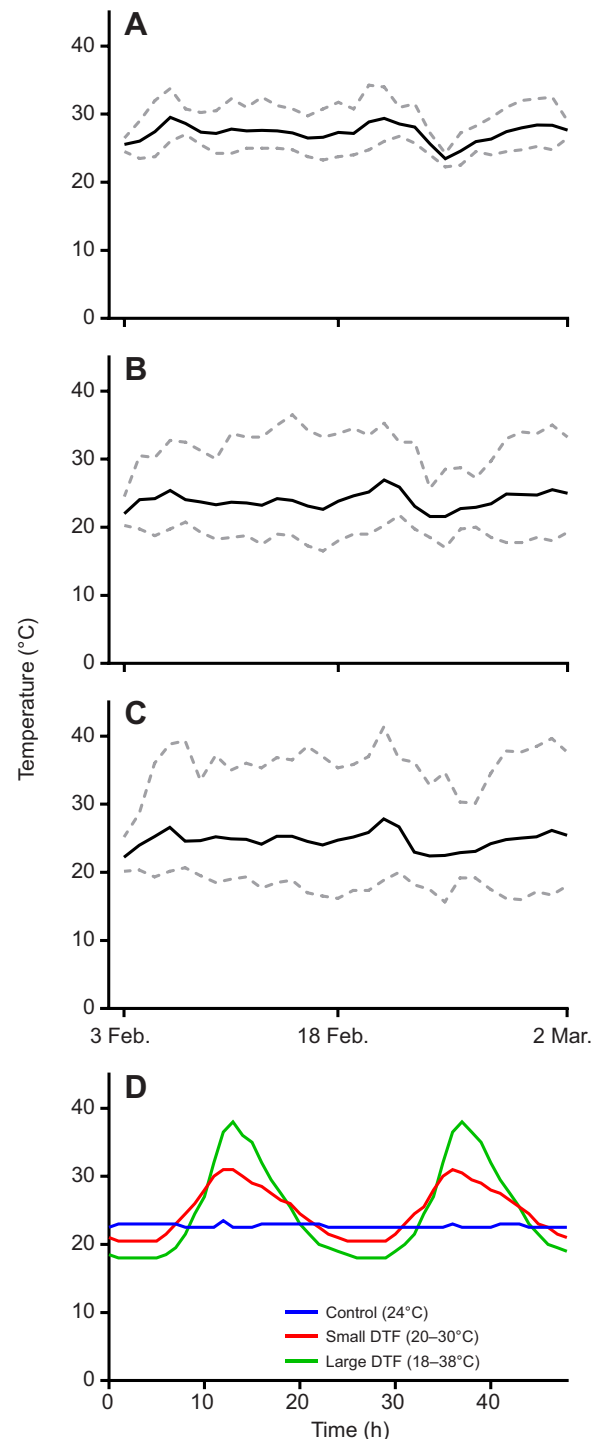 A
40
30
20
10
0
B
40
30
20
10
0
Temperature (°C)
C
40
30
20
10
0
3 Feb.
18 Feb.
2 Mar.
D
40
30
20
10
0
Control (24°C)
Small DTF (20–30°C)
Large DTF (18–38°C)
0
10
20
30
40
Time (h)